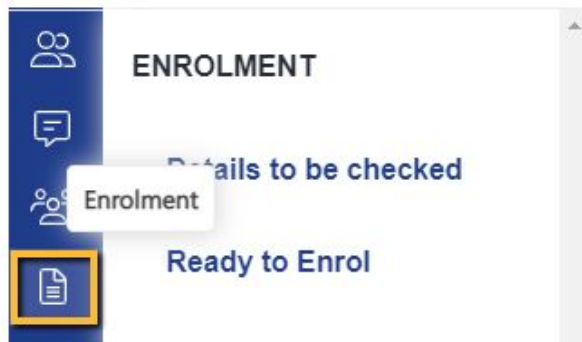 ENROLMENT
Details to be checked
Enrolment
Ready to Enrol